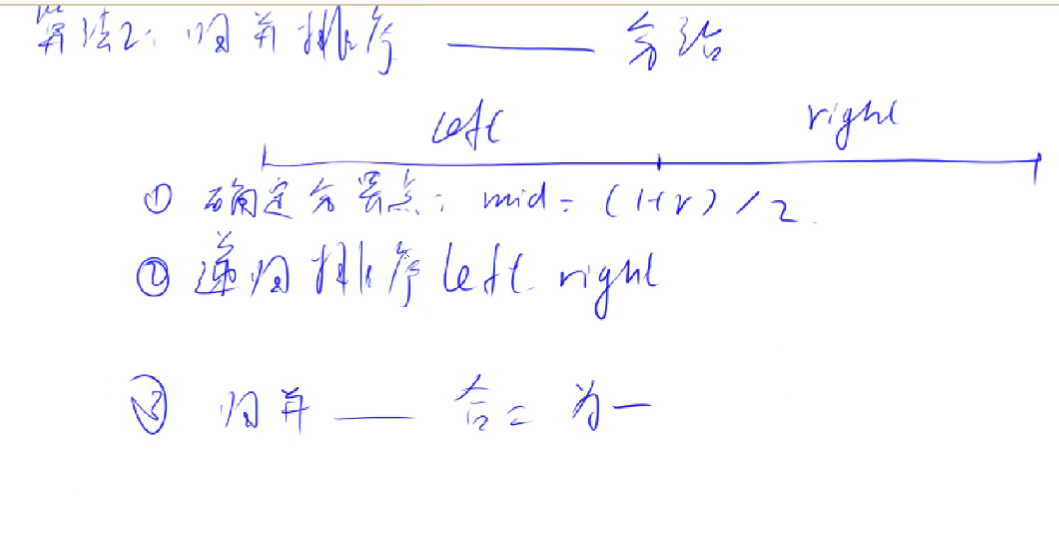 算法2: 归并排序 —— 分治
left right
① 确定分界点: mid = (l+r)/2.
② 递归排序 left, right
③ 归并 —— 合二为一